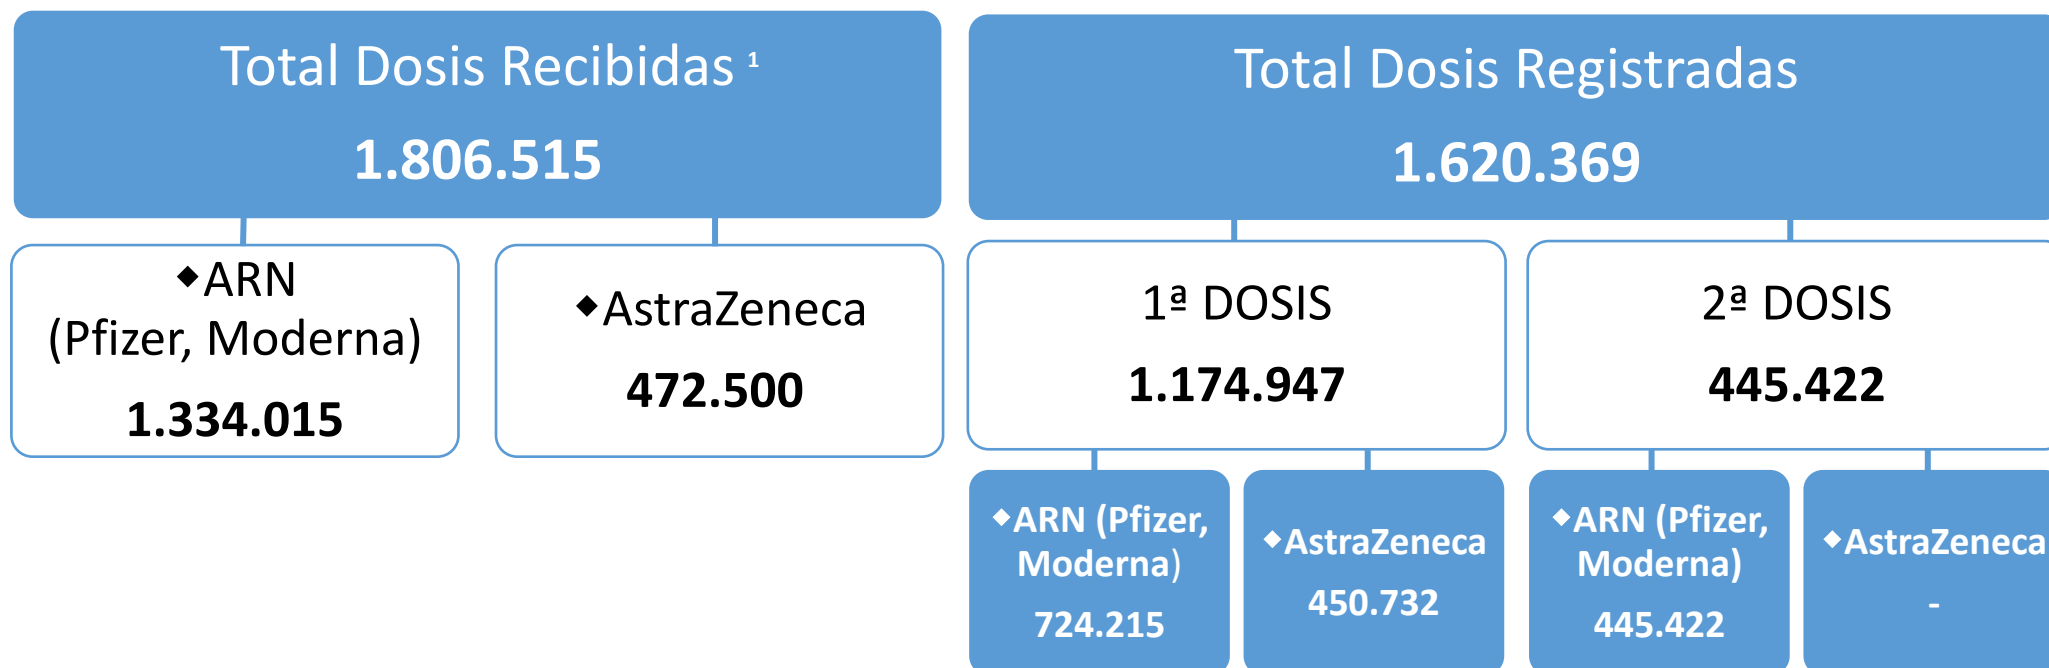 Total Dosis Recibidas ¹
1.806.515
◆ARN
(Pfizer, Moderna)
1.334.015
◆AstraZeneca
472.500
Total Dosis Registradas
1.620.369
1ª DOSIS
1.174.947
◆ARN (Pfizer,
Moderna)
724.215
◆AstraZeneca
450.732
2ª DOSIS
445.422
◆ARN (Pfizer,
Moderna)
445.422
◆AstraZeneca
-